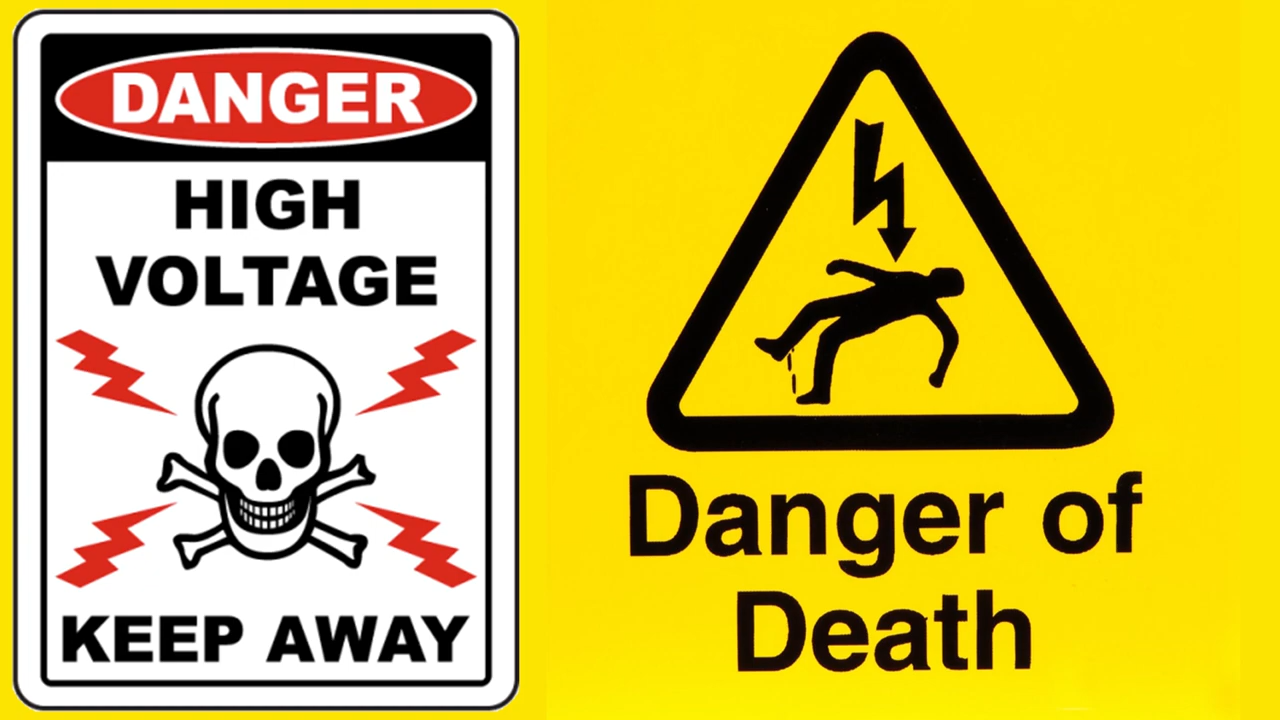 DANGER
HIGH
VOLTAGE
KEEP AWAY
Danger of
Death